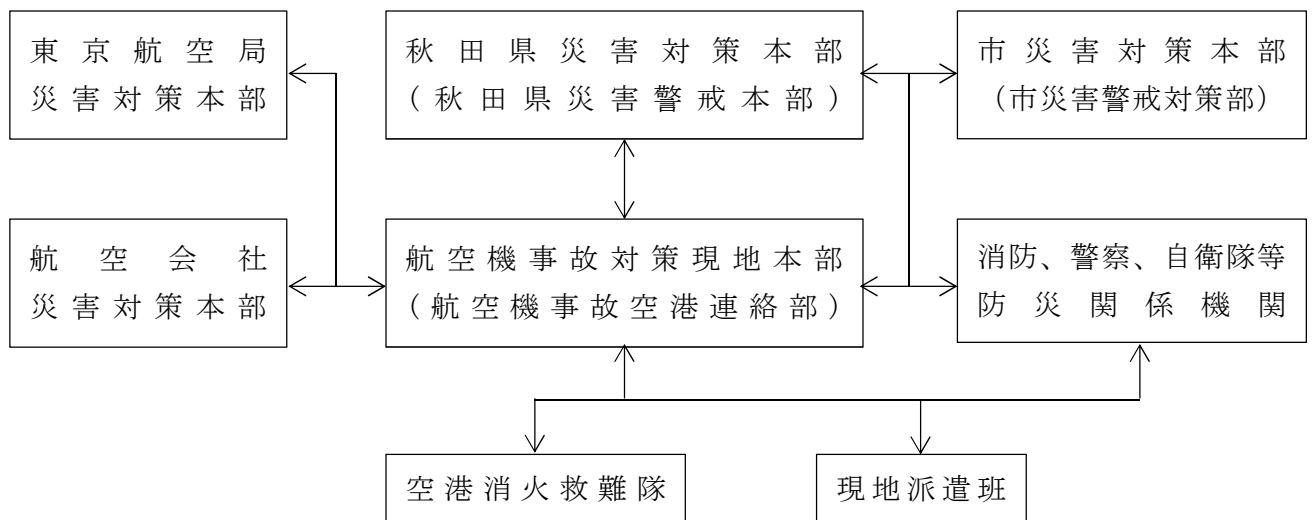 東京航空局
災害対策本部
秋田県災害対策本部
(秋田県災害警戒本部)
市災害対策本部
(市災害警戒対策部)
航空会社
災害対策本部
航空機事故対策現地本部
(航空機事故空港連絡部)
消防、警察、自衛隊等
防災関係機関
空港消火救難隊
現地派遣班